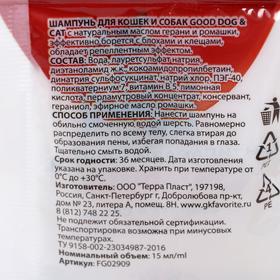 ШАМПУНЬ ДЛЯ КОШЕК И СОБАК GOOD DOG &
CAT с натуральным маслом герани и ромашки,
эффективно борется с блохами и клещами,
обладает репеллентным эффектом.
СОСТАВ: Вода, лауретсульфат натрия,
диэтаноламид ж.к., кокоамидопропилбетаин,
динатрия сульфосукцинат, натрий хлор, ПЭГ-40,
поликватерниум-7, витамин B5, лимонная
кислота, перламутровый концентрат, консервант,
гераниол, эфирное масло ромашки.
СПОСОБ ПРИМЕНЕНИЯ: Нанести шампунь на
обильно смоченную водой шерсть. Равномерно
распределить по всему телу, слегка втирая до
образования пены, избегая попадания в глаза.
Тщательно смыть водой.
Срок годности: 36 месяцев. Дата изготовления
указана на упаковке. Хранить при температуре от
0°C до +30°C.
Изготовитель: ООО "Терра Пласт", 197198,
Россия, Санкт-Петербург г, Добролюбова пр-кт,
дом № 23, литера А, помещ. 8Н. www.gkfavorite.ru
8 (812) 748 22 25.
Не подлежит обязательной сертификации.
Транспортировка возможна при минусовых
температурах.
ТУ 9158-002-23034987-2016
Номинальный объем: 15 мл/ml
Артикул: FG02909
PE